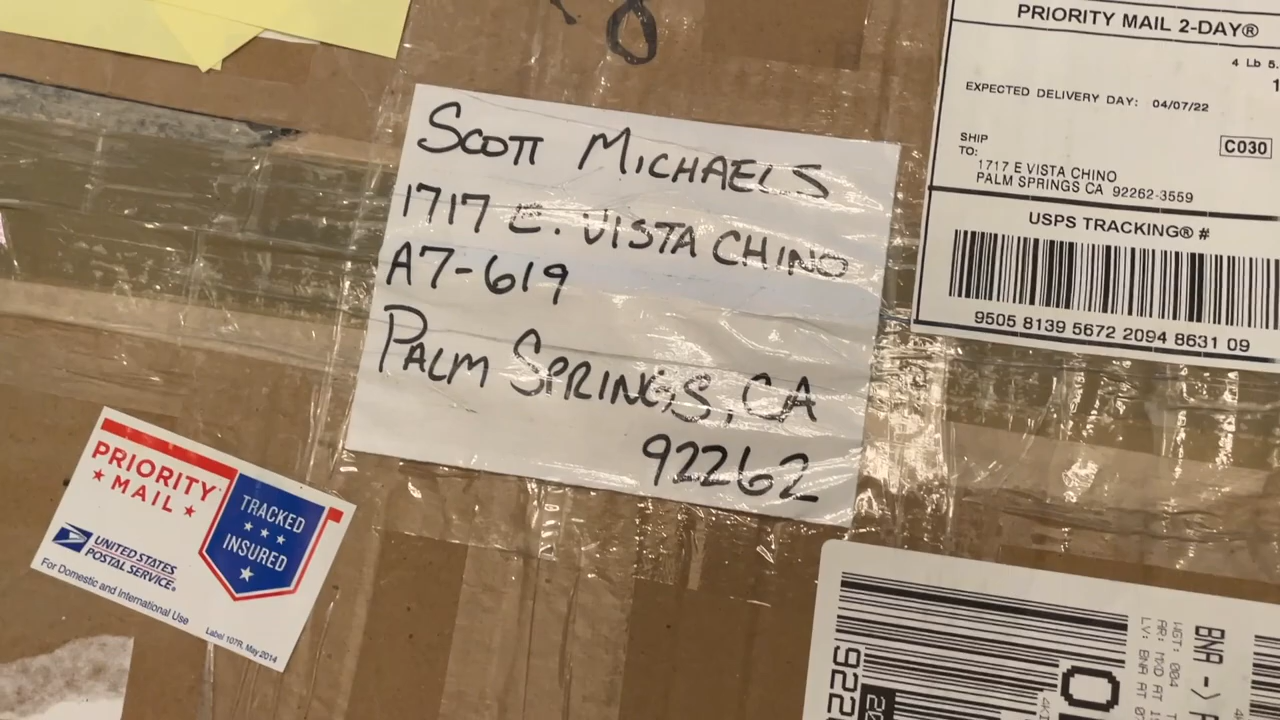 8
PRIORITY MAIL 2-DAY®
4 Lb 5.
EXPECTED DELIVERY DAY: 04/07/22
C030
SHIP
TO:
1717 E VISTA CHINO
PALM SPRINGS CA 92262-3559
USPS TRACKING® #
9505 8139 5672 2094 8631 09
SCOTT MICHAELS
1717 E. VISTA CHINO
A7-619
PALM SPRINGS, CA
92262
PRIORITY
MAIL
TRACKED
INSURED
UNITED STATES
POSTAL SERVICE®
For Domestic and International Use
Label 107R, May 2014
BNA ->
WGT: 004